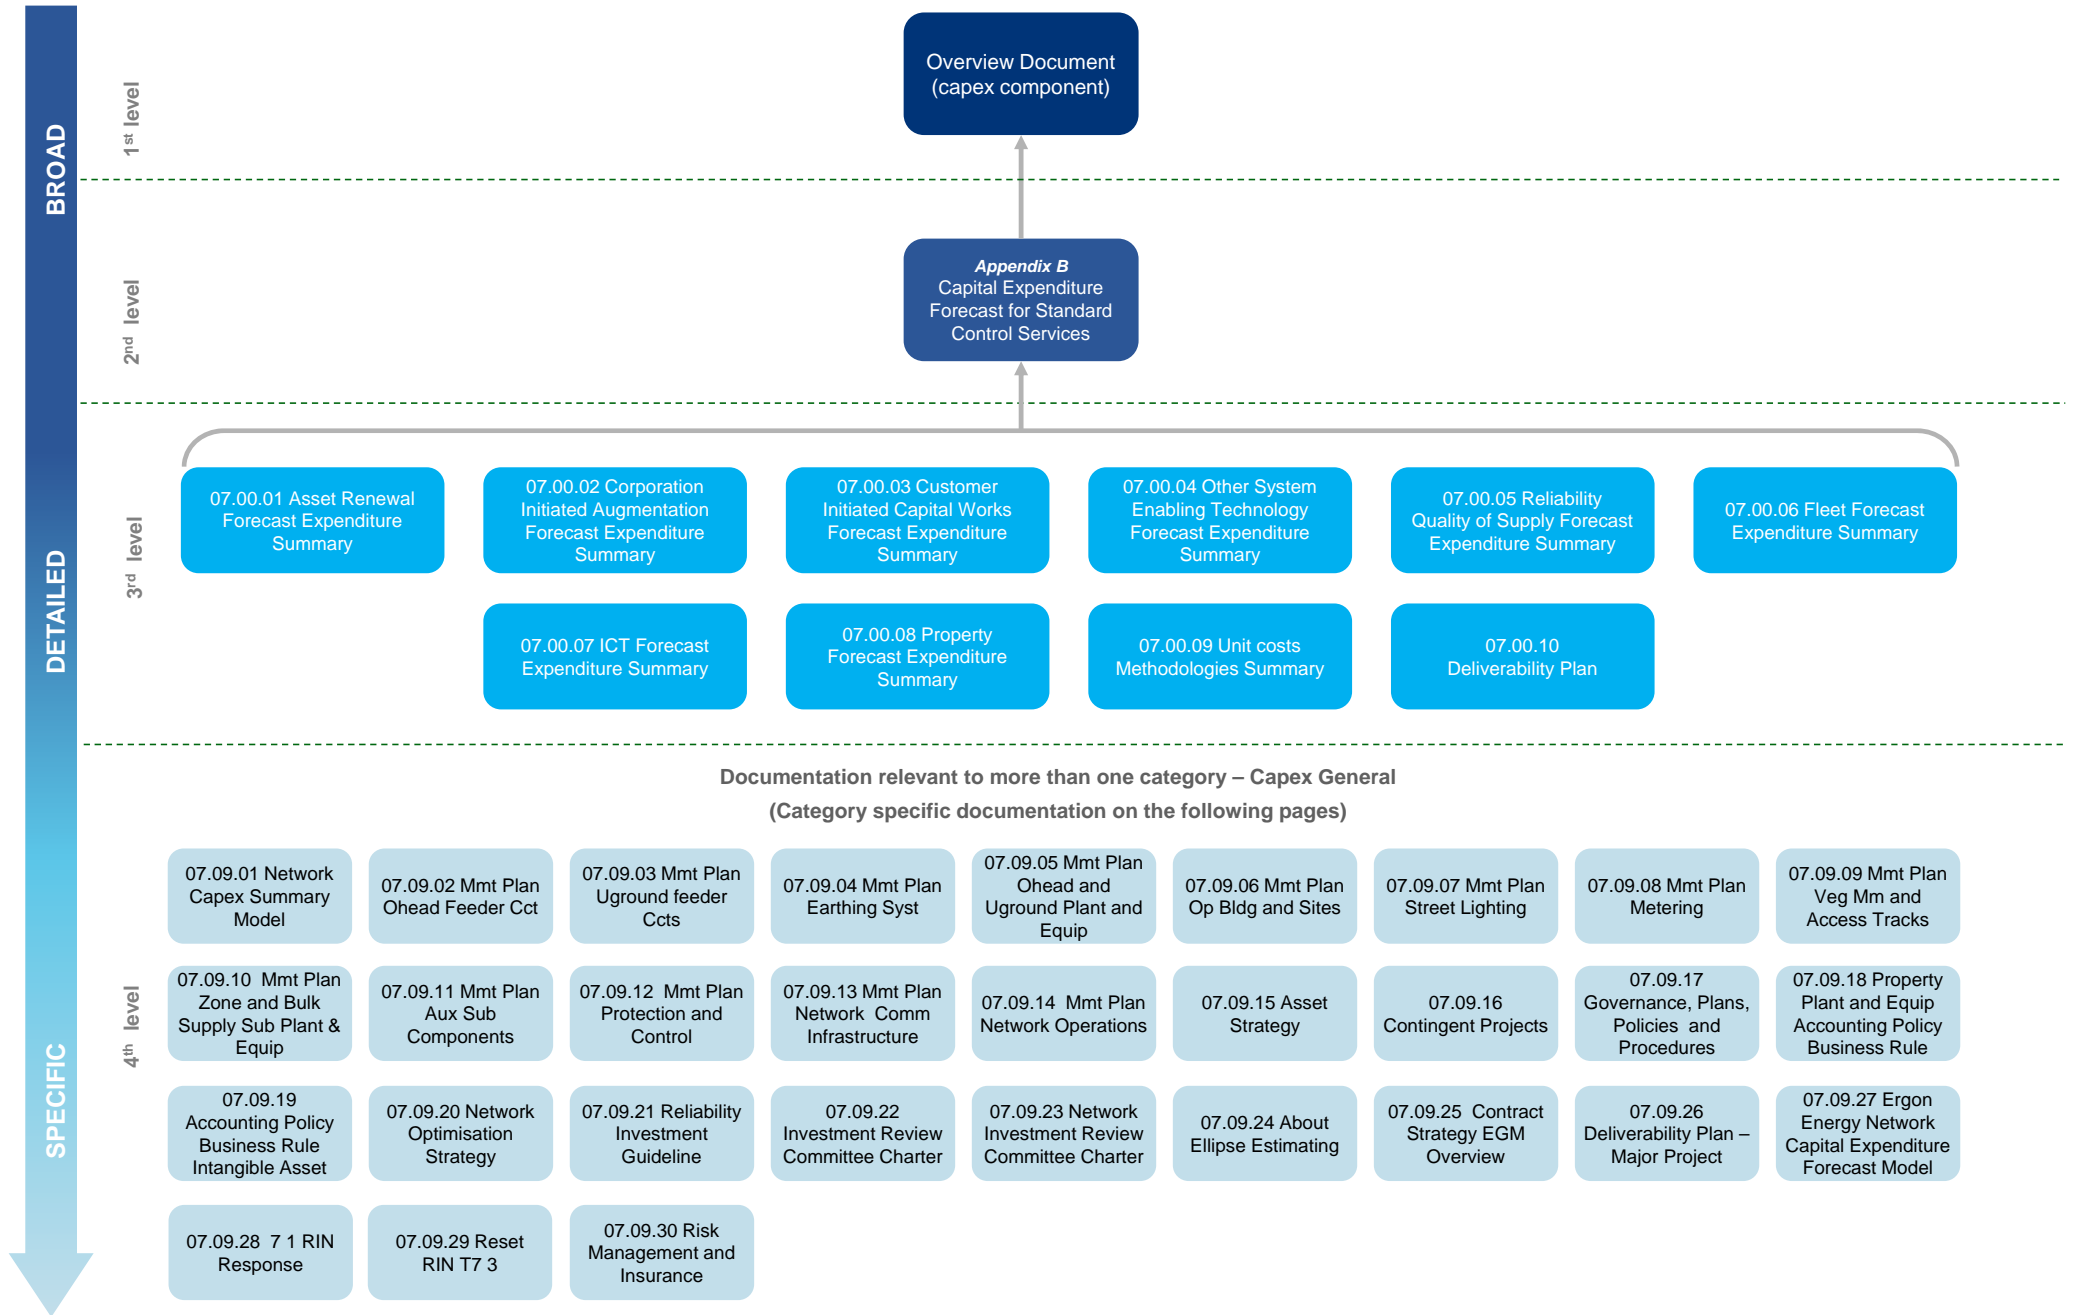 BROAD
DETAILED
SPECIFIC
1st level
2nd level
3rd level
4th level
Overview Document
(capex component)
Appendix B
Capital Expenditure
Forecast for Standard
Control Services
07.00.01 Asset Renewal
Forecast Expenditure
Summary
07.00.02 Corporation
Initiated Augmentation
Forecast Expenditure
Summary
07.00.03 Customer
Initiated Capital Works
Forecast Expenditure
Summary
07.00.04 Other System
Enabling Technology
Forecast Expenditure
Summary
07.00.05 Reliability
Quality of Supply Forecast
Expenditure Summary
07.00.06 Fleet Forecast
Expenditure Summary
07.00.07 ICT Forecast
Expenditure Summary
07.00.08 Property
Forecast Expenditure
Summary
07.00.09 Unit costs
Methodologies Summary
07.00.10
Deliverability Plan
Documentation relevant to more than one category – Capex General
(Category specific documentation on the following pages)
07.09.01 Network
Capex Summary
Model
07.09.02 Mmt Plan
Ohead Feeder Cct
07.09.03 Mmt Plan
Uground feeder
Ccts
07.09.04 Mmt Plan
Earthing Syst
07.09.05 Mmt Plan
Ohead and
Uground Plant and
Equip
07.09.06 Mmt Plan
Op Bldg and Sites
07.09.07 Mmt Plan
Street Lighting
07.09.08 Mmt Plan
Metering
07.09.09 Mmt Plan
Veg Mm and
Access Tracks
07.09.10  Mmt Plan
Zone and Bulk
Supply Sub Plant &
Equip
07.09.11 Mmt Plan
Aux Sub
Components
07.09.12  Mmt Plan
Protection and
Control
07.09.13 Mmt Plan
Network  Comm
Infrastructure
07.09.14  Mmt Plan
Network Operations
07.09.15 Asset
Strategy
07.09.16
Contingent Projects
07.09.17
Governance, Plans,
Policies  and
Procedures
07.09.18 Property
Plant and Equip
Accounting Policy
Business Rule
07.09.19
Accounting Policy
Business Rule
Intangible Asset
07.09.20 Network
Optimisation
Strategy
07.09.21 Reliability
Investment
Guideline
07.09.22
Investment Review
Committee Charter
07.09.23 Network
Investment Review
Committee Charter
07.09.24 About
Ellipse Estimating
07.09.25  Contract
Strategy EGM
Overview
07.09.26
Deliverability Plan –
Major Project
07.09.27 Ergon
Energy Network
Capital Expenditure
Forecast Model
07.09.28  7 1 RIN
Response
07.09.29 Reset
RIN T7 3
07.09.30 Risk
Management and
Insurance